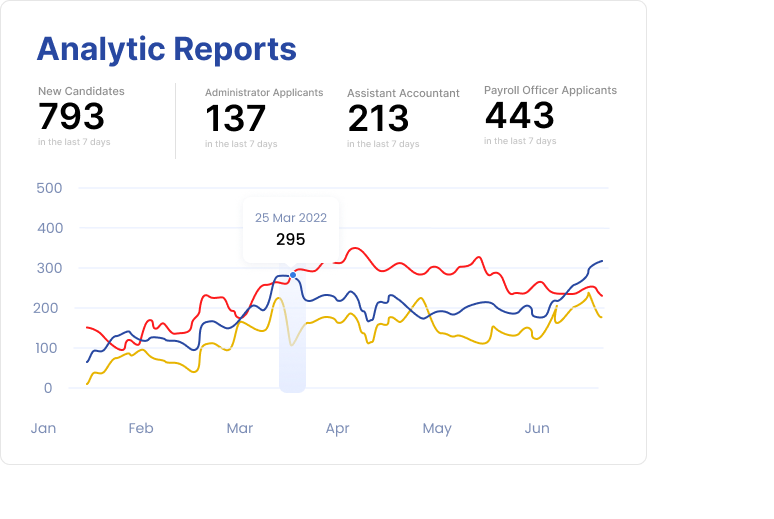 Analytic Reports
New Candidates
793
in the last 7 days
Administrator Applicants
137
in the last 7 days
Assistant Accountant
213
in the last 7 days
Payroll Officer Applicants
443
in the last 7 days
500
400
300
200
100
0
25 Mar 2022
295
Jan Feb Mar Apr May Jun